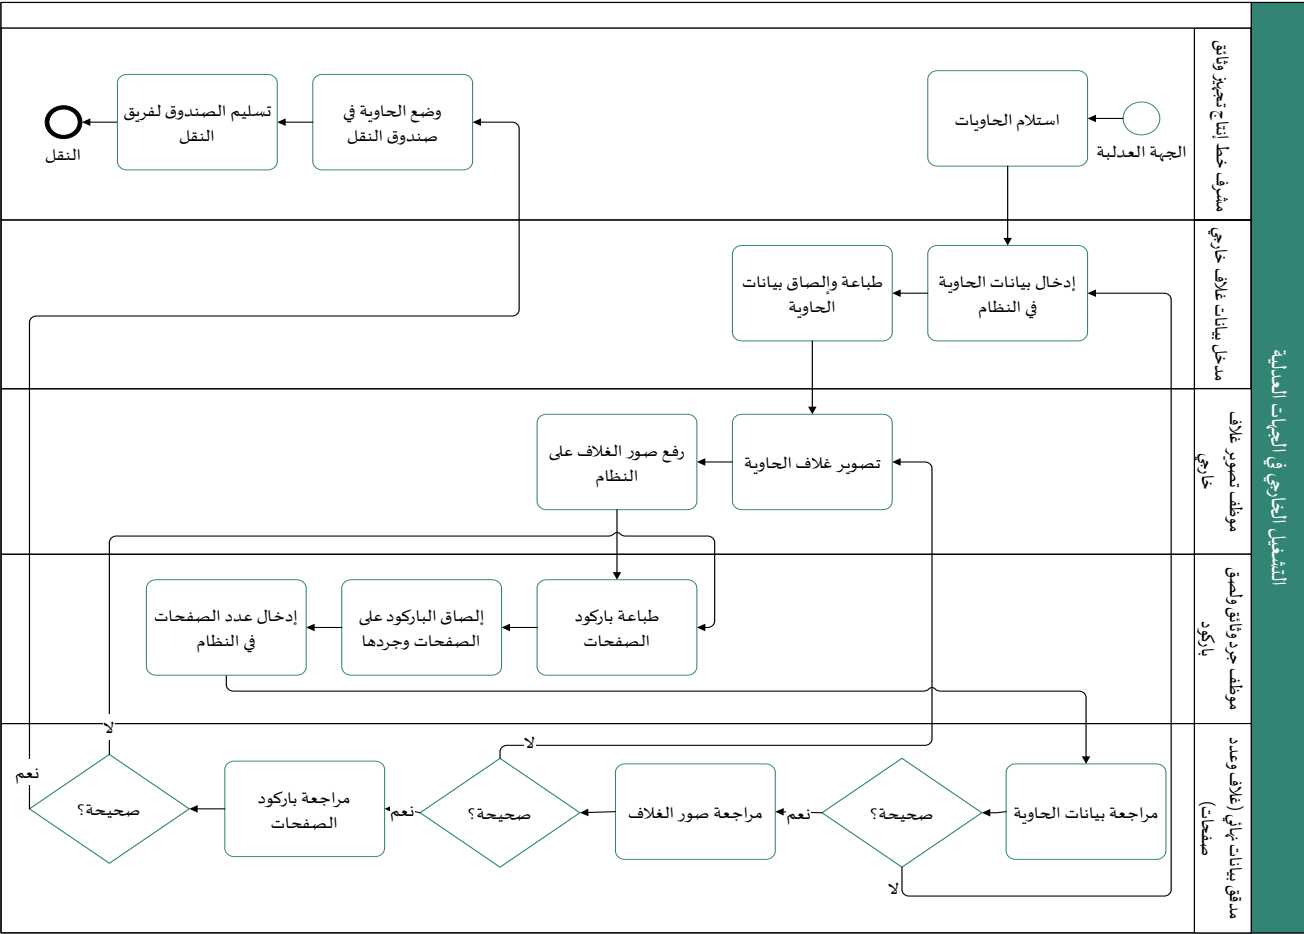 التشغيل الخارجي في الجهات العدلية
مشرف خط إنتاج تجهيز وثائق
الجهة العدلية
استلام الحاويات
وضع الحاوية في
صندوق النقل
تسليم الصندوق لفريق
النقل
النقل
مدخل بيانات غلاف خارجي
إدخال بيانات الحاوية
في النظام
طباعة وإلصاق بيانات
الحاوية
موظف تصوير غلاف
خارجي
تصوير غلاف الحاوية
رفع صور الغلاف على
النظام
موظف جرد وثائق ولصق
باركود
طباعة باركود
الصفحات
إلصاق الباركود على
الصفحات وجردها
إدخال عدد الصفحات
في النظام
مدقق بيانات نهائي (غلاف وعدد
صفحات)
مراجعة بيانات الحاوية
صحيحة؟
لا
نعم
مراجعة صور الغلاف
صحيحة؟
لا
نعم
مراجعة باركود
الصفحات
صحيحة؟
لا
نعم